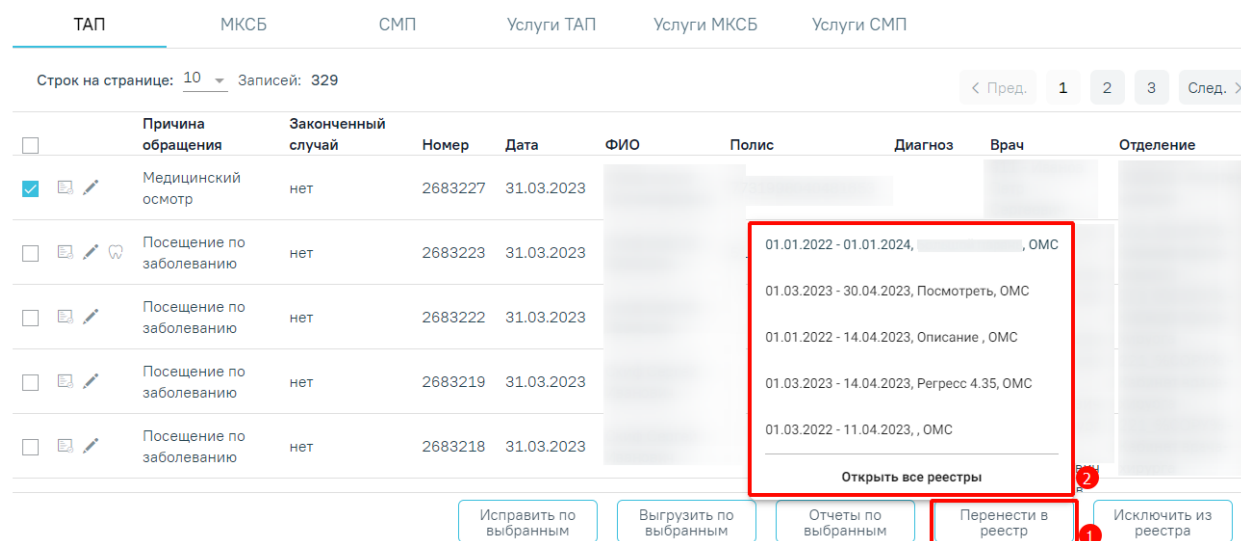 ТАП МКСБ СМП Услуги ТАП Услуги МКСБ Услуги СМП
Строк на странице: 10 Записей: 329 < Пред. 1 2 3 След. >
Причина обращения Законченный случай Номер Дата ФИО Полис Диагноз Врач Отделение
Медицинский осмотр нет 2683227 31.03.2023
Посещение по заболеванию нет 2683223 31.03.2023
Посещение по заболеванию нет 2683222 31.03.2023
Посещение по заболеванию нет 2683219 31.03.2023
Посещение по заболеванию нет 2683218 31.03.2023
01.01.2022 - 01.01.2024, , ОМС
01.03.2023 - 30.04.2023, Посмотреть, ОМС
01.01.2022 - 14.04.2023, Описание , ОМС
01.03.2023 - 14.04.2023, Регресс 4.35, ОМС
01.03.2022 - 11.04.2023, , ОМС
Открыть все реестры
2
Исправить по выбранным Выгрузить по выбранным Отчеты по выбранным Перенести в реестр 1 Исключить из реестра